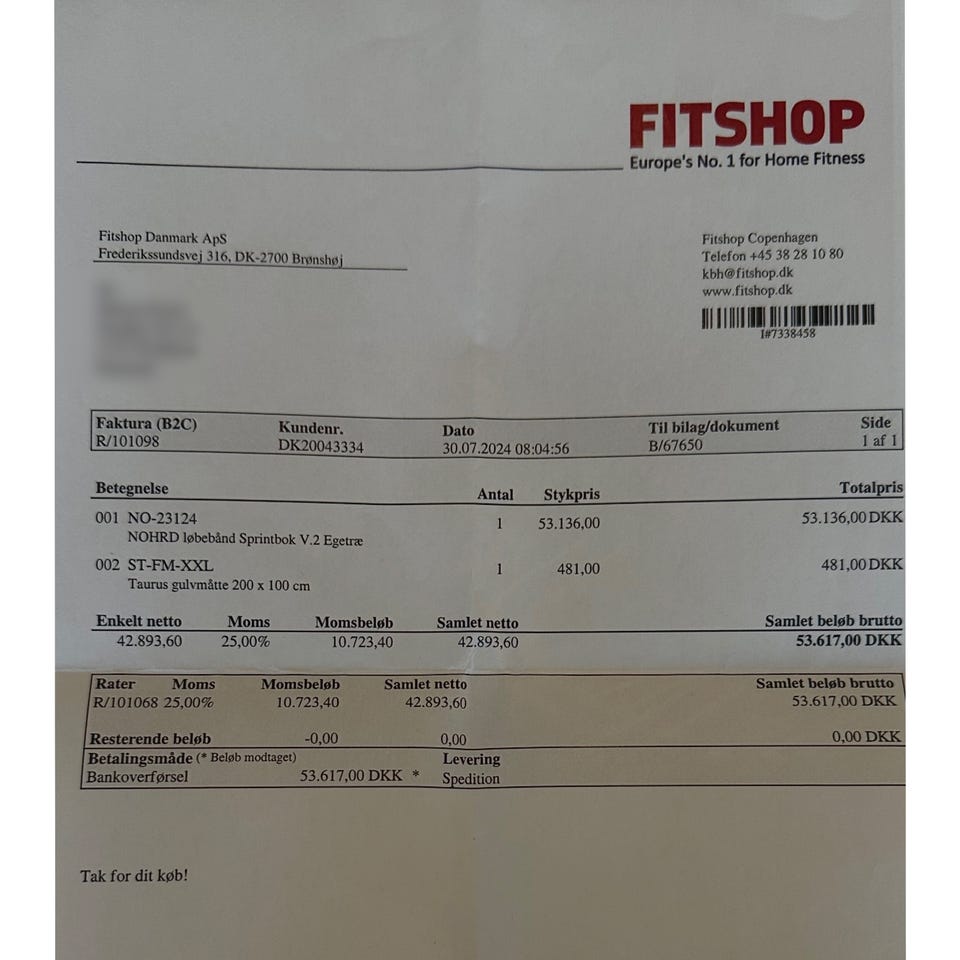 FITSHOP
Europe's No. 1 for Home Fitness
Fitshop Danmark ApS
Frederikssundsvej 316, DK-2700 Brønshøj
Fitshop Copenhagen
Telefon +45 38 28 10 80
kbh@fitshop.dk
www.fitshop.dk
I#7338458
Faktura (B2C) Kundenr. Dato Til bilag/dokument Side
R/101098 DK20043334 30.07.2024 08:04:56 B/67650 1 af 1
Betegnelse Antal Stykpris Totalpris
001 NO-23124 1 53.136,00 53.136,00 DKK
NOHRD løbebånd Sprintbok V.2 Egetræ
002 ST-FM-XXL 1 481,00 481,00 DKK
Taurus gulvmåtte 200 x 100 cm
Enkelt netto Moms Momsbeløb Samlet netto Samlet beløb brutto
42.893,60 25,00% 10.723,40 42.893,60 53.617,00 DKK
Rater Moms Momsbeløb Samlet netto Samlet beløb brutto
R/101068 25,00% 10.723,40 42.893,60 53.617,00 DKK
Resterende beløb -0,00 0,00 0,00 DKK
Betalingsmåde (* Beløb modtaget) Levering
Bankoverførsel 53.617,00 DKK * Spedition
Tak for dit køb!